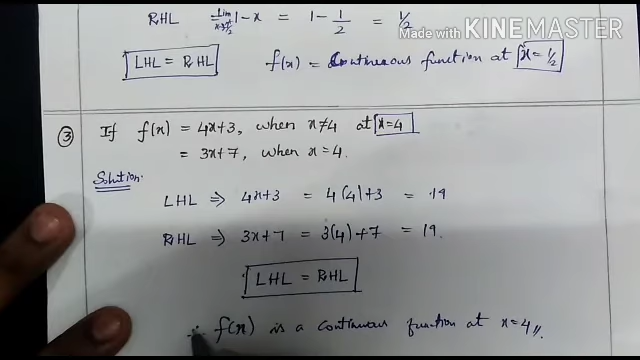 RHL = Lim x→1/2 1-x = 1 - 1/2 = 1/2
Made with KINEMASTER
LHL = RHL f(x) = Continuous function at x = 1/2
③ If f(x) = 4x+3, when x≠4 at x=4
= 3x+7, when x=4.
Solution.
LHL ⇒ 4x+3 = 4(4)+3 = 19
RHL ⇒ 3x+7 = 3(4)+7 = 19.
LHL = RHL
∴ f(x) is a continuous function at x=4//